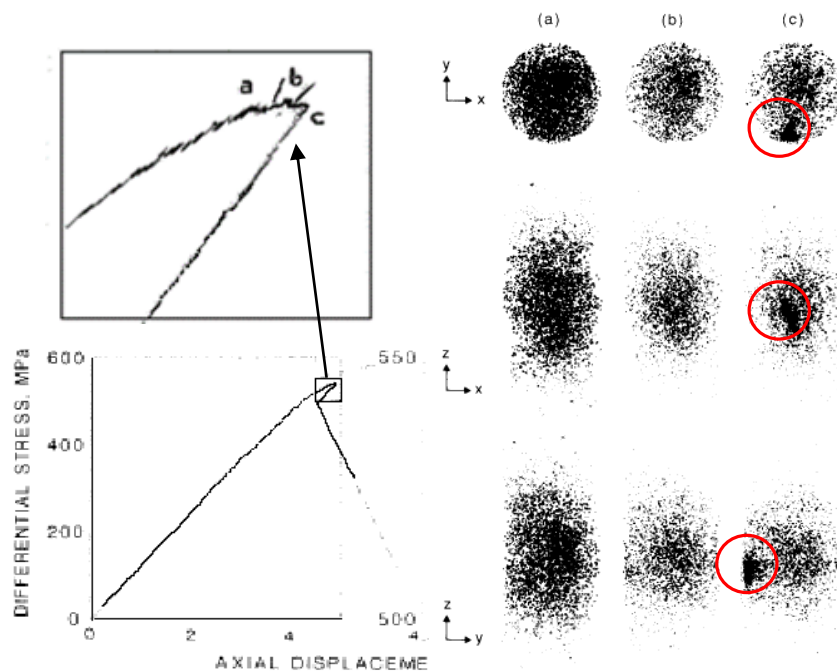 (a) (b) (c)
a b c
y
x
z
x
z
y
DIFFERENTIAL STRESS, MPa
600
400
200
0
550
500
0 2 4 4
AXIAL DISPLACEME